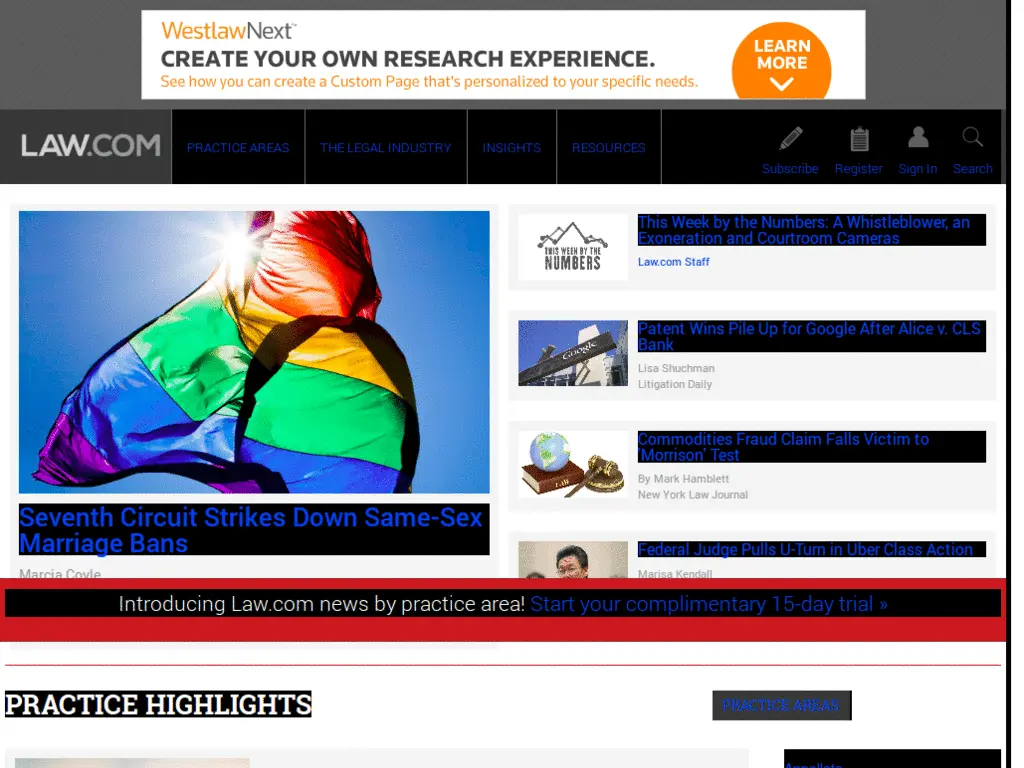 WestlawNext™
CREATE YOUR OWN RESEARCH EXPERIENCE.
See how you can create a Custom Page that's personalized to your specific needs.
LEARN
MORE
LAW.COM
PRACTICE AREAS
THE LEGAL INDUSTRY
INSIGHTS
RESOURCES
Subscribe
Register
Sign In
Search
Seventh Circuit Strikes Down Same-Sex
Marriage Bans
Marcia Coyle
THIS WEEK BY THE
NUMBERS
This Week by the Numbers: A Whistleblower, an
Exoneration and Courtroom Cameras
Law.com Staff
Google
Patent Wins Pile Up for Google After Alice v. CLS
Bank
Lisa Shuchman
Litigation Daily
LAW
Commodities Fraud Claim Falls Victim to
'Morrison' Test
By Mark Hamblett
New York Law Journal
Federal Judge Pulls U-Turn in Uber Class Action
Marisa Kendall
Introducing Law.com news by practice area! Start your complimentary 15-day trial »
PRACTICE HIGHLIGHTS
PRACTICE AREAS
Appellate